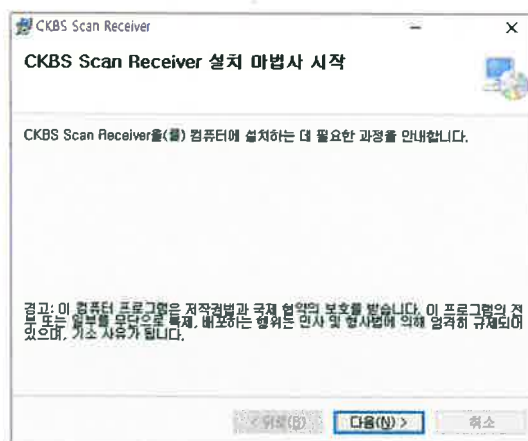 CKBS Scan Receiver
CKBS Scan Receiver 설치 마법사 시작
CKBS Scan Receiver을(를) 컴퓨터에 설치하는 데 필요한 과정을 안내합니다.
경고: 이 컴퓨터 프로그램은 저작권법과 국제 협약의 보호를 받습니다. 이 프로그램의 전
부 또는 일부를 무단으로 복제, 배포하는 행위는 민사 및 형사법에 의해 엄격히 규제되어
있으며, 기소 사유가 됩니다.
< 뒤로(B) 다음(N) > 취소